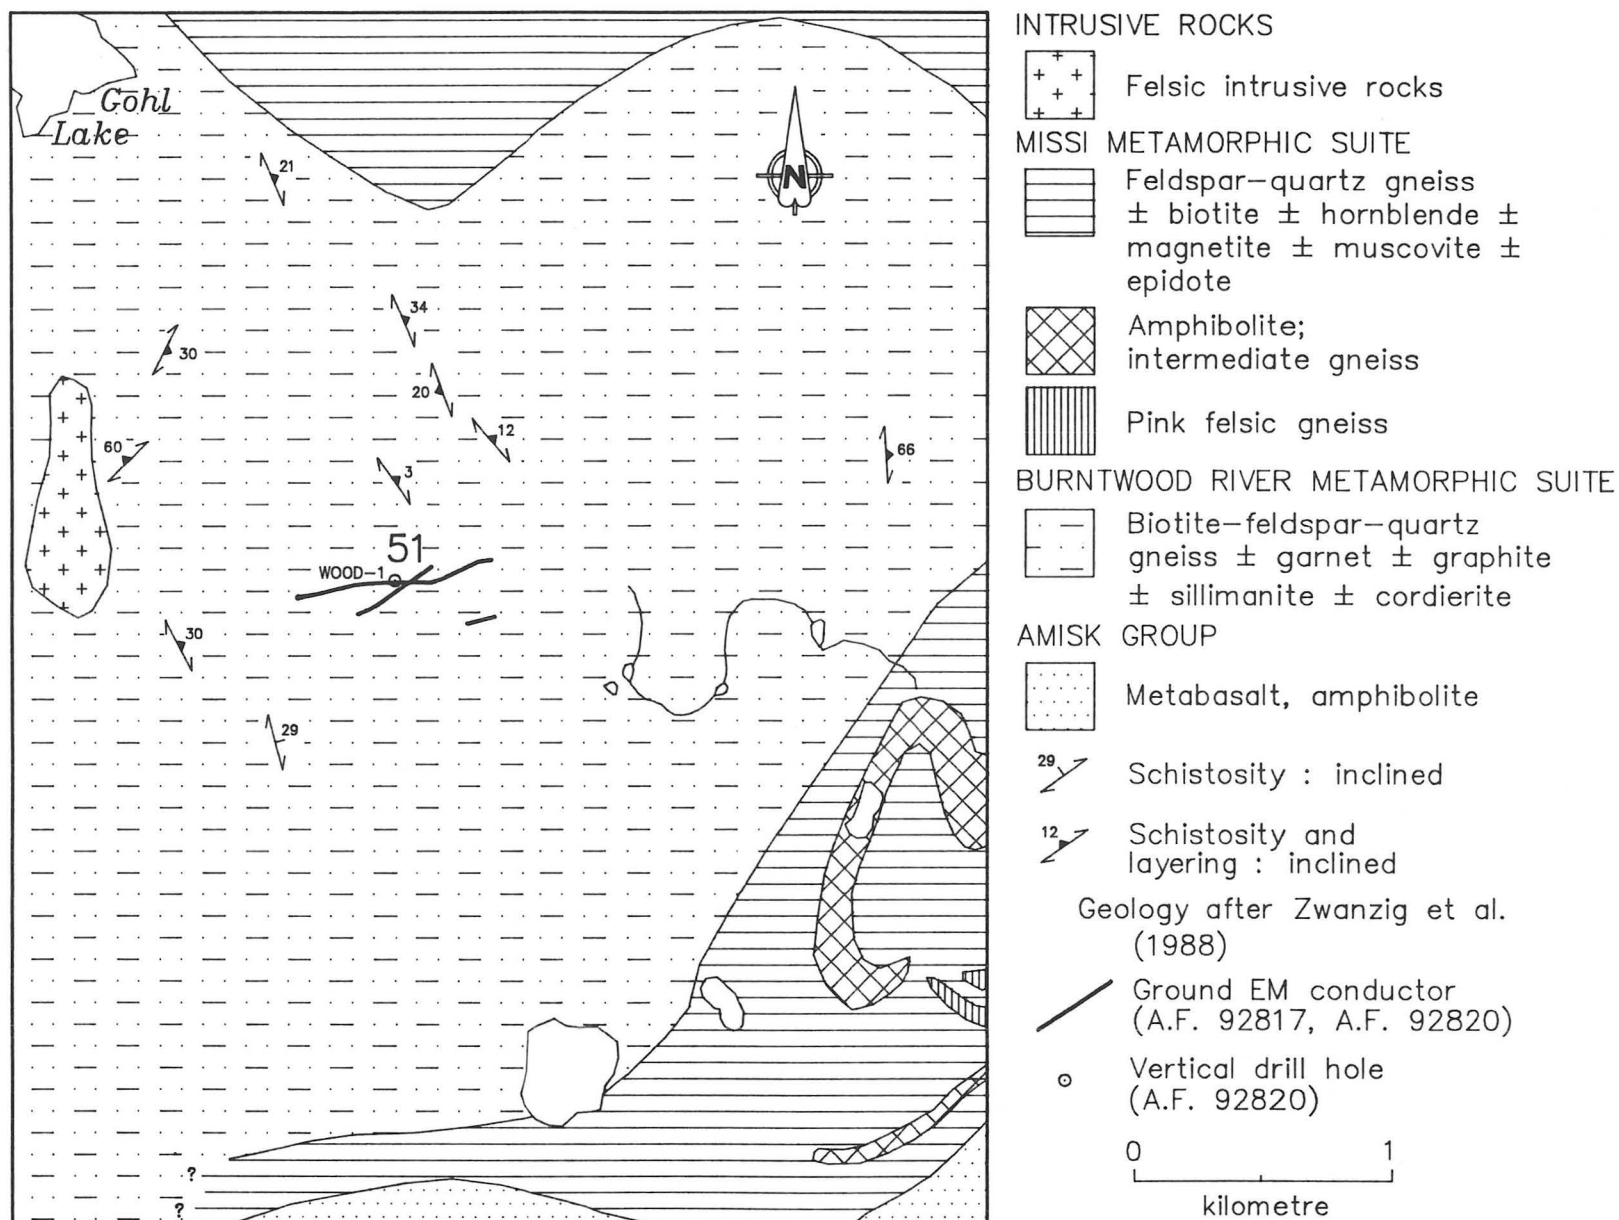 Gohl
Lake
N
21
34
30
20
12
60
3
66
51
WOOD-1
30
29
?
?
INTRUSIVE ROCKS
Felsic intrusive rocks
MISSI METAMORPHIC SUITE
Feldspar-quartz gneiss
± biotite ± hornblende ±
magnetite ± muscovite ±
epidote
Amphibolite;
intermediate gneiss
Pink felsic gneiss
BURNTWOOD RIVER METAMORPHIC SUITE
Biotite-feldspar-quartz
gneiss ± garnet ± graphite
± sillimanite ± cordierite
AMISK GROUP
Metabasalt, amphibolite
29
Schistosity : inclined
12
Schistosity and
layering : inclined
Geology after Zwanzig et al.
(1988)
Ground EM conductor
(A.F. 92817, A.F. 92820)
Vertical drill hole
(A.F. 92820)
0 1
kilometre